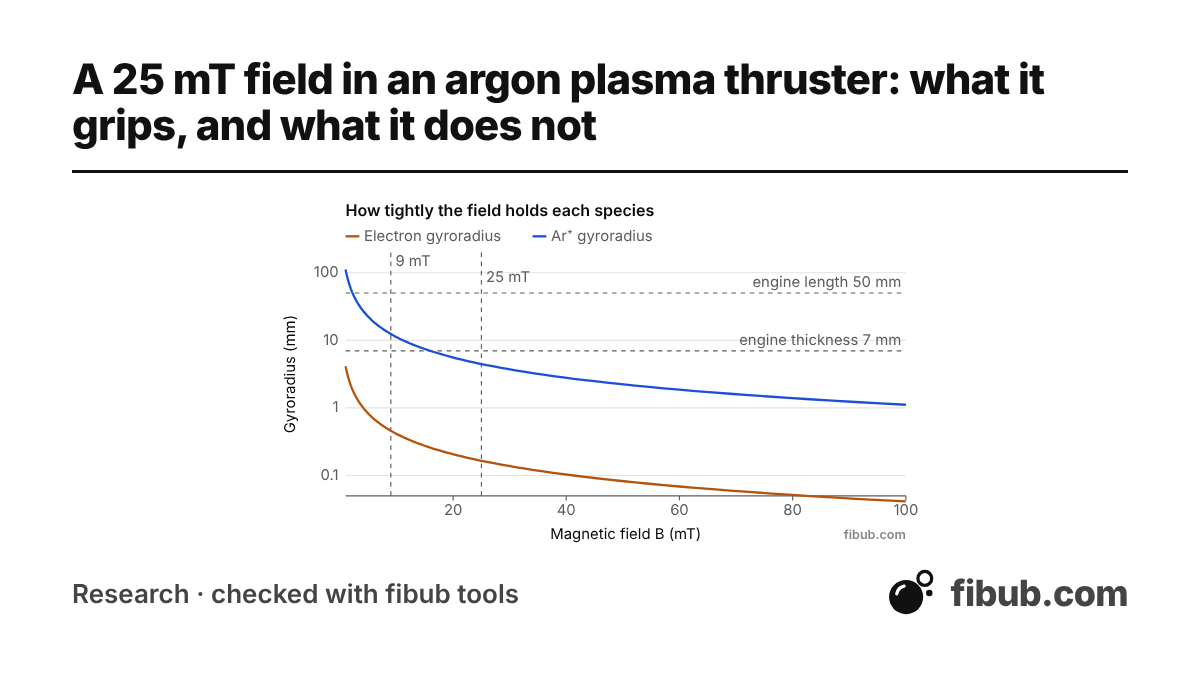 A 25 mT field in an argon plasma thruster: what it
grips, and what it does not
How tightly the field holds each species
Electron gyroradius
Ar⁺ gyroradius
9 mT
25 mT
engine length 50 mm
engine thickness 7 mm
Gyroradius (mm)
100
10
1
0.1
20 40 60 80 100
Magnetic field B (mT)
fibub.com
Research · checked with fibub tools
fibub.com